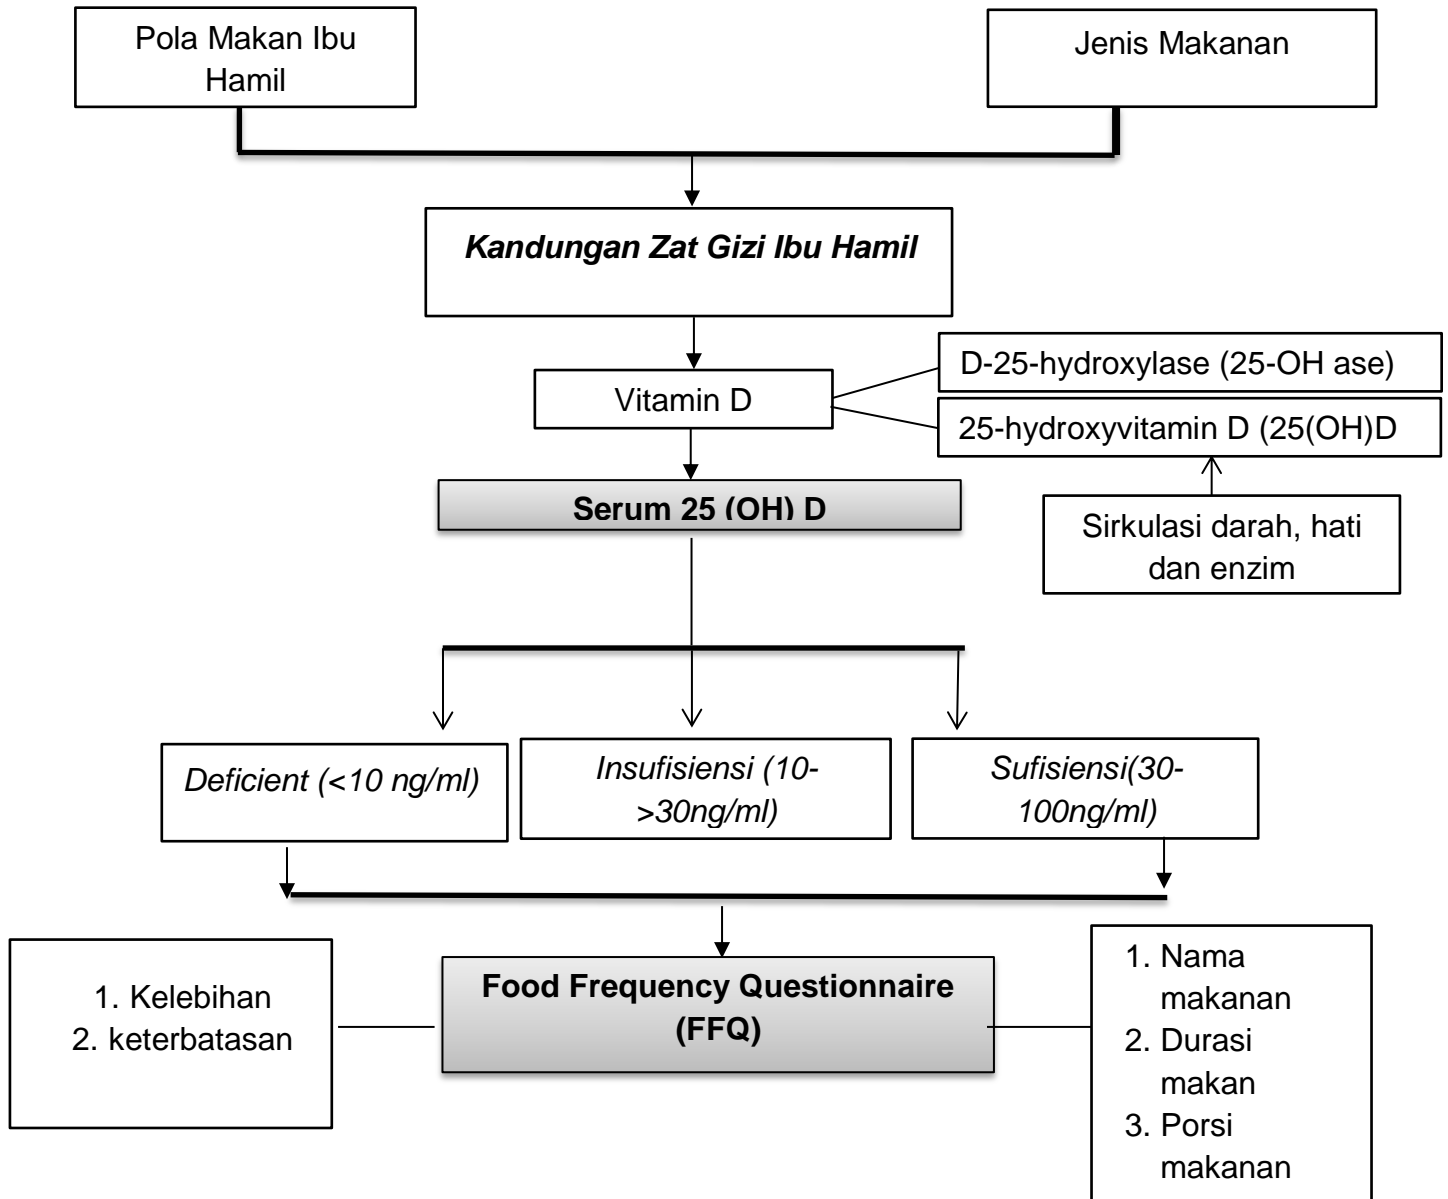 Pola Makan Ibu
Hamil
Jenis Makanan
Kandungan Zat Gizi Ibu Hamil
D-25-hydroxylase (25-OH ase)
Vitamin D
25-hydroxyvitamin D (25(OH)D
Serum 25 (OH) D
Sirkulasi darah, hati
dan enzim
Deficient (<10 ng/ml)
Insufisiensi (10-
>30ng/ml)
Sufisiensi(30-
100ng/ml)
1. Kelebihan
2. keterbatasan
Food Frequency Questionnaire
(FFQ)
1. Nama
makanan
2. Durasi
makan
3. Porsi
makanan